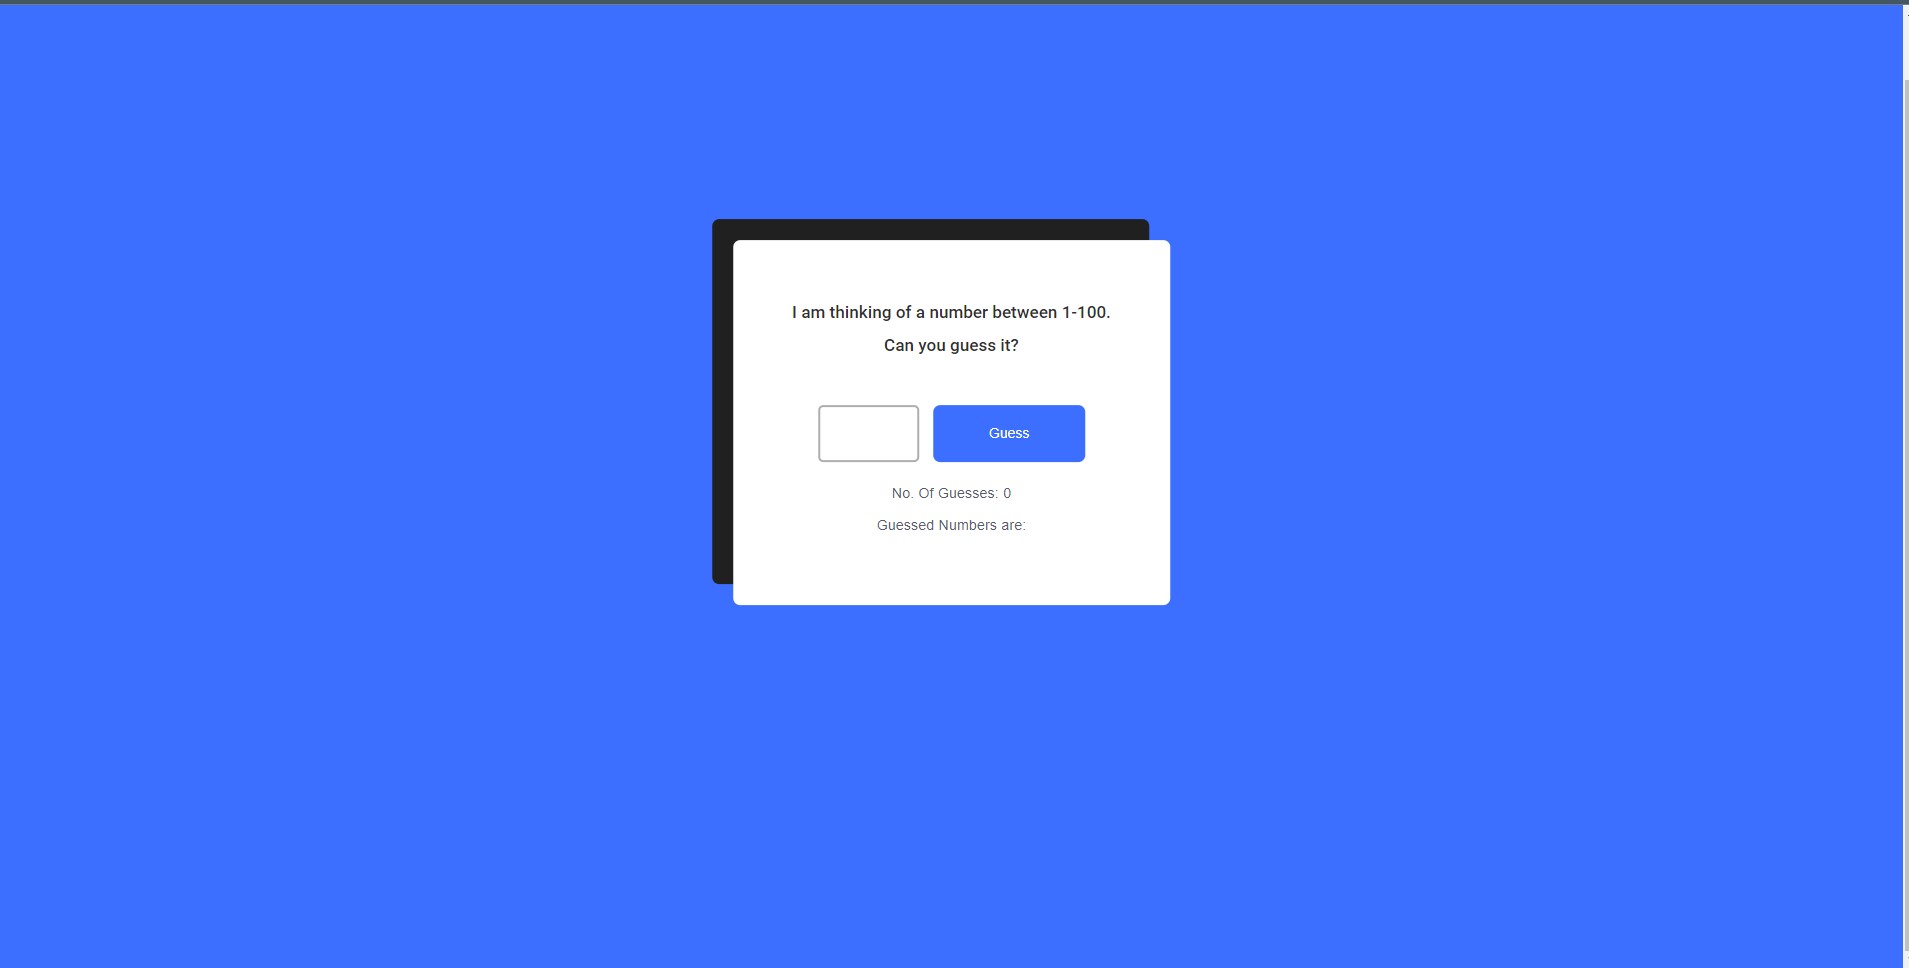 I am thinking of a number between 1-100.
Can you guess it?
Guess
No. Of Guesses: 0
Guessed Numbers are: